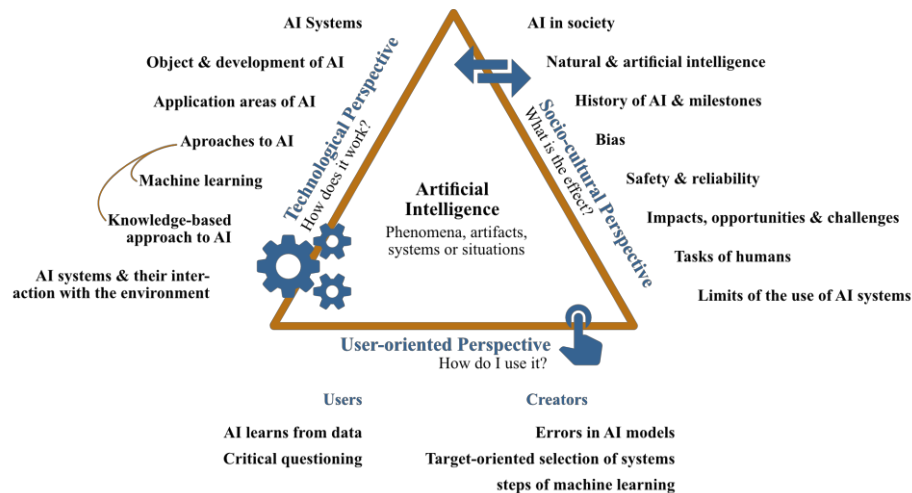 AI Systems
Object & development of AI
Application areas of AI
Aproaches to AI
Machine learning
Knowledge-based
approach to AI
AI systems & their inter-
action with the environment
Technological Perspective
How does it work?
Artificial
Intelligence
Phenomena, artifacts,
systems or situations
Socio-cultural Perspective
What is the effect?
AI in society
Natural & artificial intelligence
History of AI & milestones
Bias
Safety & reliability
Impacts, opportunities & challenges
Tasks of humans
Limits of the use of AI systems
User-oriented Perspective
How do I use it?
Users
AI learns from data
Critical questioning
Creators
Errors in AI models
Target-oriented selection of systems
steps of machine learning